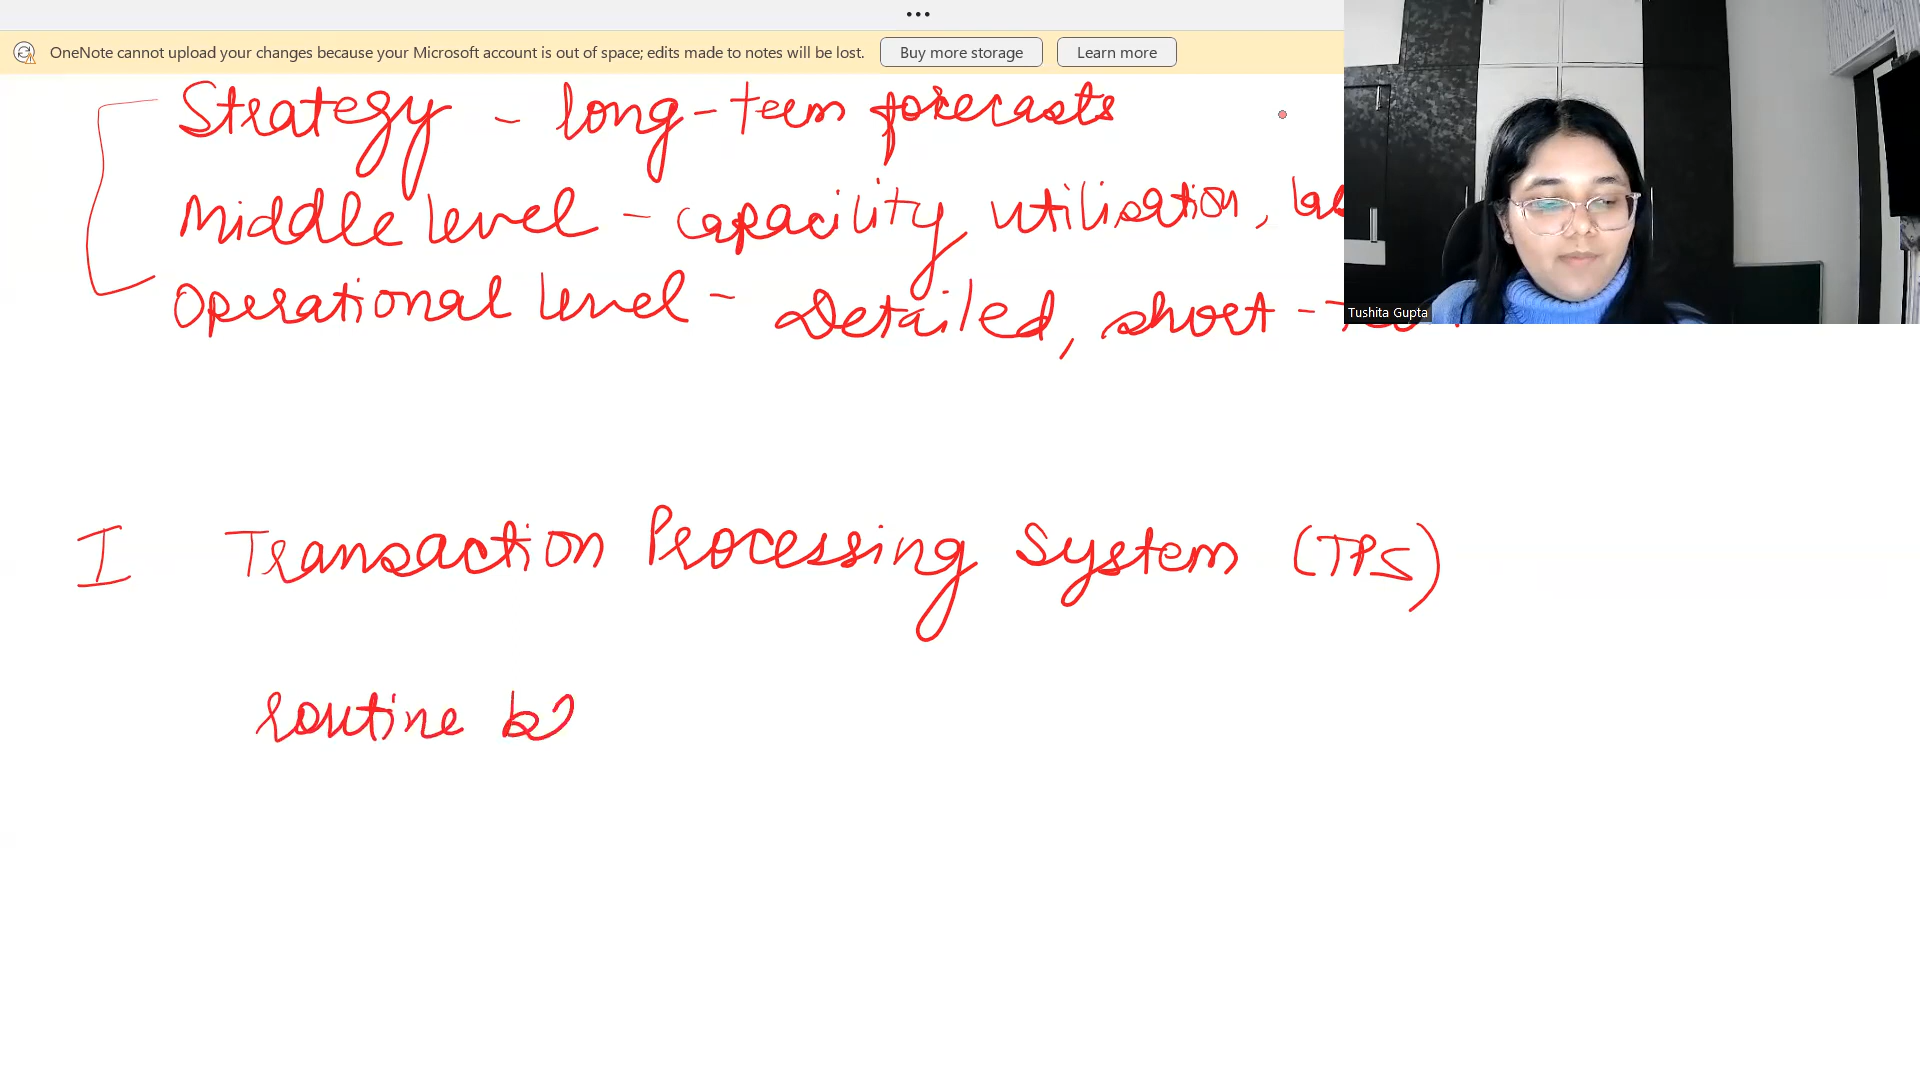 OneNote cannot upload your changes because your Microsoft account is out of space; edits made to notes will be lost. Buy more storage Learn more
Strategy - long-term forecasts
Middle level - capacility utilisation,
Operational level - Detailed, short-
Tushita Gupta
I Transaction Processing System (TPS)
routine